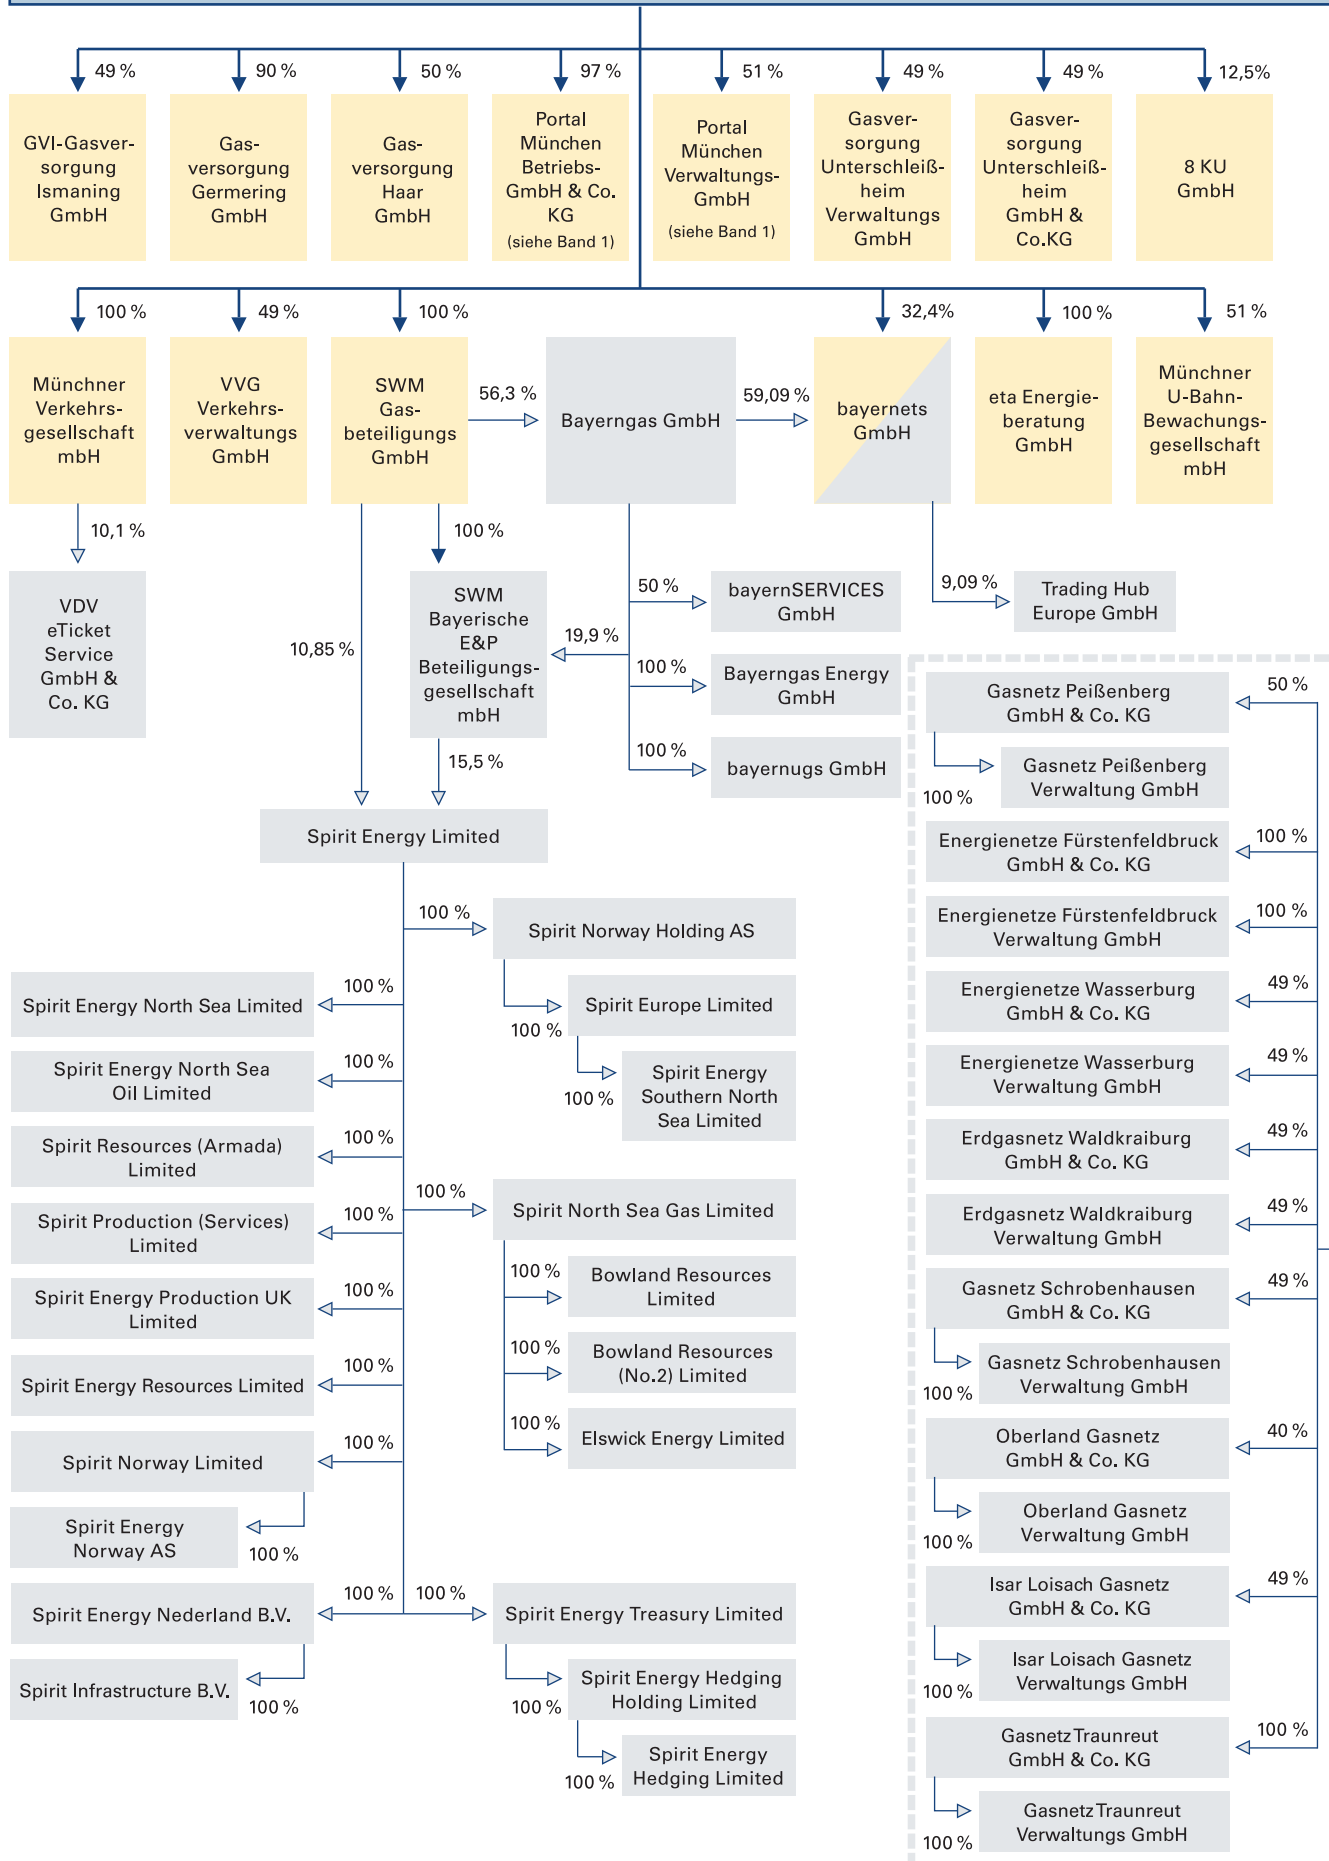 49 %
90 %
50 %
97 %
51 %
49 %
49 %
12,5%
GVI-Gasver-
sorgung
Ismaning
GmbH
Gas-
versorgung
Germering
GmbH
Gas-
versorgung
Haar
GmbH
Portal
München
Betriebs-
GmbH & Co.
KG
(siehe Band 1)
Portal
München
Verwaltungs-
GmbH
(siehe Band 1)
Gasver-
sorgung
Unterschleiß-
heim
Verwaltungs
GmbH
Gasver-
sorgung
Unterschleiß-
heim
GmbH &
Co.KG
8 KU
GmbH
100 %
49 %
100 %
32,4%
100 %
51 %
Münchner
Verkehrs-
gesellschaft
mbH
VVG
Verkehrs-
verwaltungs
GmbH
SWM
Gas-
beteiligungs
GmbH
56,3 %
Bayerngas GmbH
59,09 %
bayernets
GmbH
eta Energie-
beratung
GmbH
Münchner
U-Bahn-
Bewachungs-
gesellschaft
mbH
10,1 %
VDV
eTicket
Service
GmbH &
Co. KG
10,85 %
100 %
SWM
Bayerische
E&P
Beteiligungs-
gesellschaft
mbH
19,9 %
50 %
bayernSERVICES
GmbH
100 %
Bayerngas Energy
GmbH
100 %
bayernugs GmbH
9,09 %
Trading Hub
Europe GmbH
15,5 %
Spirit Energy Limited
100 %
Spirit Norway Holding AS
100 %
Spirit Europe Limited
100 %
Spirit Energy
Southern North
Sea Limited
100 %
Spirit Energy North Sea Limited
100 %
Spirit Energy North Sea
Oil Limited
100 %
Spirit Resources (Armada)
Limited
100 %
Spirit Production (Services)
Limited
100 %
Spirit Energy Production UK
Limited
100 %
Spirit Energy Resources Limited
100 %
Spirit Norway Limited
Spirit Energy
Norway AS
100 %
100 %
Spirit Energy Nederland B.V.
Spirit Infrastructure B.V.
100 %
100 %
Spirit North Sea Gas Limited
100 %
Bowland Resources
Limited
100 %
Bowland Resources
(No.2) Limited
100 %
Elswick Energy Limited
100 %
Spirit Energy Treasury Limited
100 %
Spirit Energy Hedging
Holding Limited
100 %
Spirit Energy
Hedging Limited
Gasnetz Peißenberg
GmbH & Co. KG
50 %
100 %
Gasnetz Peißenberg
Verwaltung GmbH
Energienetze Fürstenfeldbruck
GmbH & Co. KG
100 %
Energienetze Fürstenfeldbruck
Verwaltung GmbH
100 %
Energienetze Wasserburg
GmbH & Co. KG
49 %
Energienetze Wasserburg
Verwaltung GmbH
49 %
Erdgasnetz Waldkraiburg
GmbH & Co. KG
49 %
Erdgasnetz Waldkraiburg
Verwaltung GmbH
49 %
Gasnetz Schrobenhausen
GmbH & Co. KG
49 %
100 %
Gasnetz Schrobenhausen
Verwaltung GmbH
Oberland Gasnetz
GmbH & Co. KG
40 %
100 %
Oberland Gasnetz
Verwaltung GmbH
Isar Loisach Gasnetz
GmbH & Co. KG
49 %
100 %
Isar Loisach Gasnetz
Verwaltungs GmbH
Gasnetz Traunreut
GmbH & Co. KG
100 %
100 %
Gasnetz Traunreut
Verwaltungs GmbH